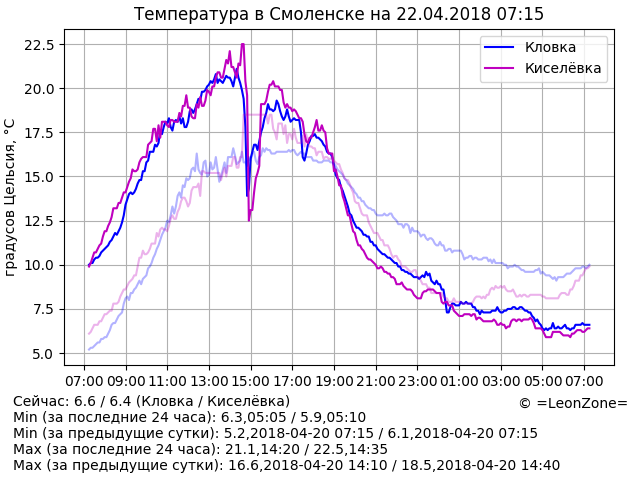 Температура в Смоленске на 22.04.2018 07:15
градусов Цельсия, °C
22.5
20.0
17.5
15.0
12.5
10.0
7.5
5.0
Кловка
Киселёвка
07:00 09:00 11:00 13:00 15:00 17:00 19:00 21:00 23:00 01:00 03:00 05:00 07:00
Сейчас: 6.6 / 6.4 (Кловка / Киселёвка)
© =LeonZone=
Min (за последние 24 часа): 6.3,05:05 / 5.9,05:10
Min (за предыдущие сутки): 5.2,2018-04-20 07:15 / 6.1,2018-04-20 07:15
Max (за последние 24 часа): 21.1,14:20 / 22.5,14:35
Max (за предыдущие сутки): 16.6,2018-04-20 14:10 / 18.5,2018-04-20 14:40